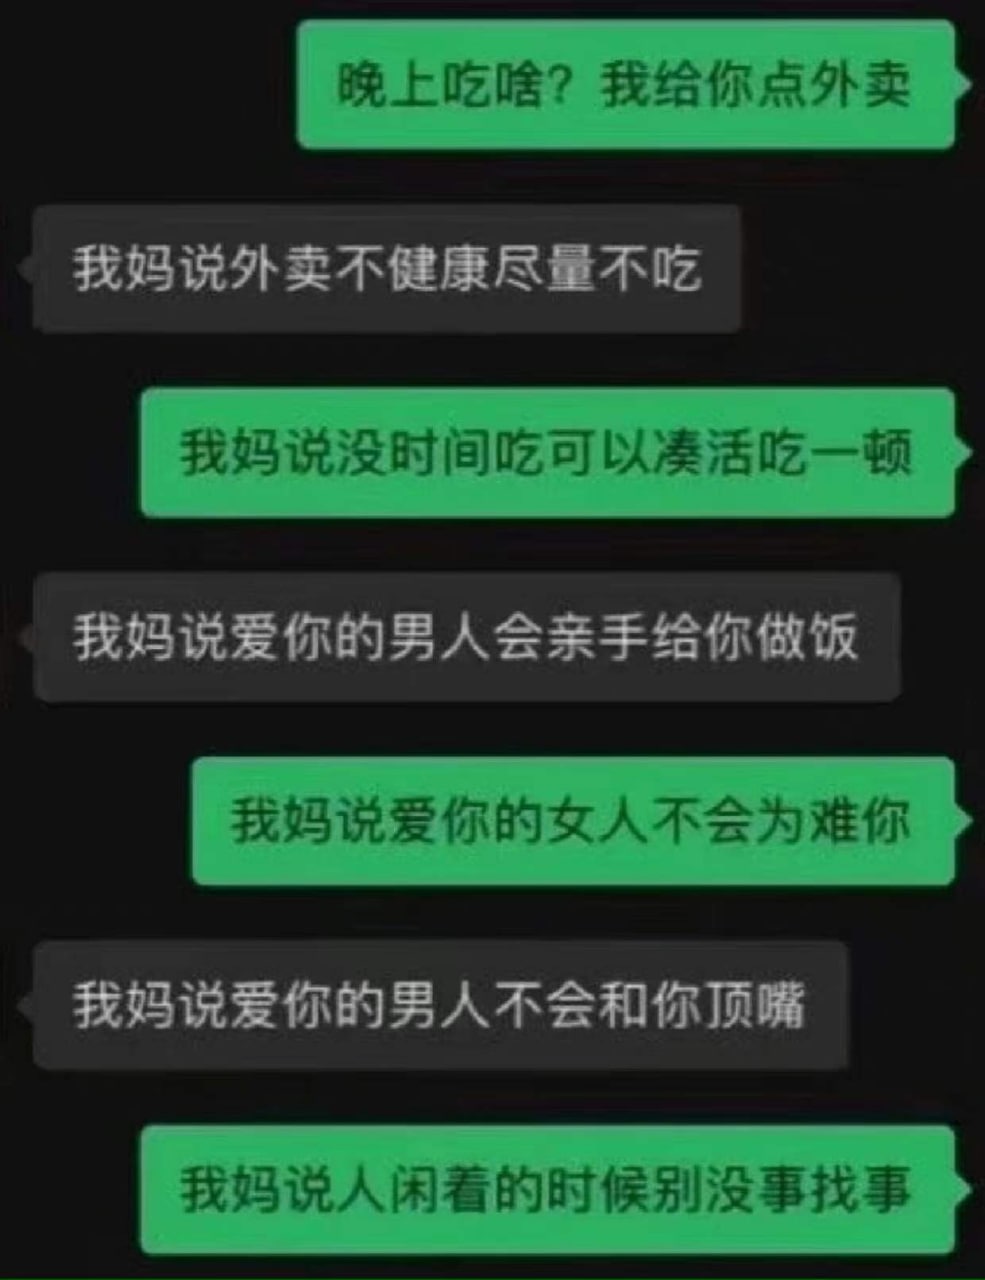 晚上吃啥？我给你点外卖
我妈说外卖不健康尽量不吃
我妈说没时间吃可以凑活吃一顿
我妈说爱你的男人会亲手给你做饭
我妈说爱你的女人不会为难你
我妈说爱你的男人不会和你顶嘴
我妈说人闲着的时候别没事找事